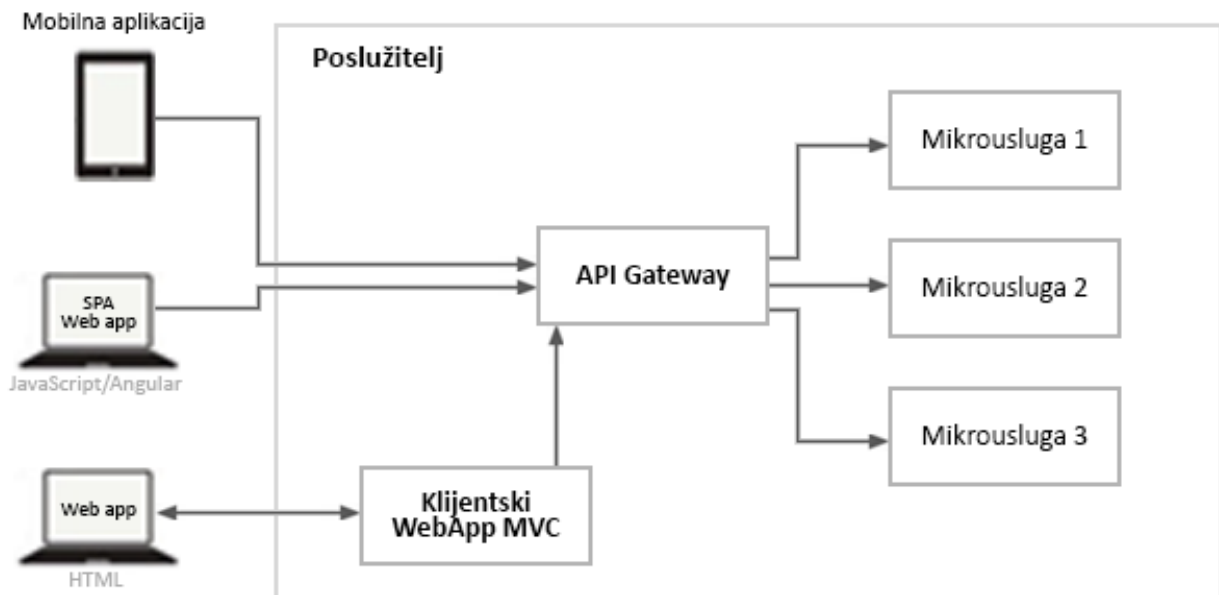 Mobilna aplikacija
Poslužitelj
Mikrousluga 1
API Gateway
Mikrousluga 2
SPA
Web app
JavaScript/Angular
Mikrousluga 3
Klijentski
WebApp MVC
Web app
HTML